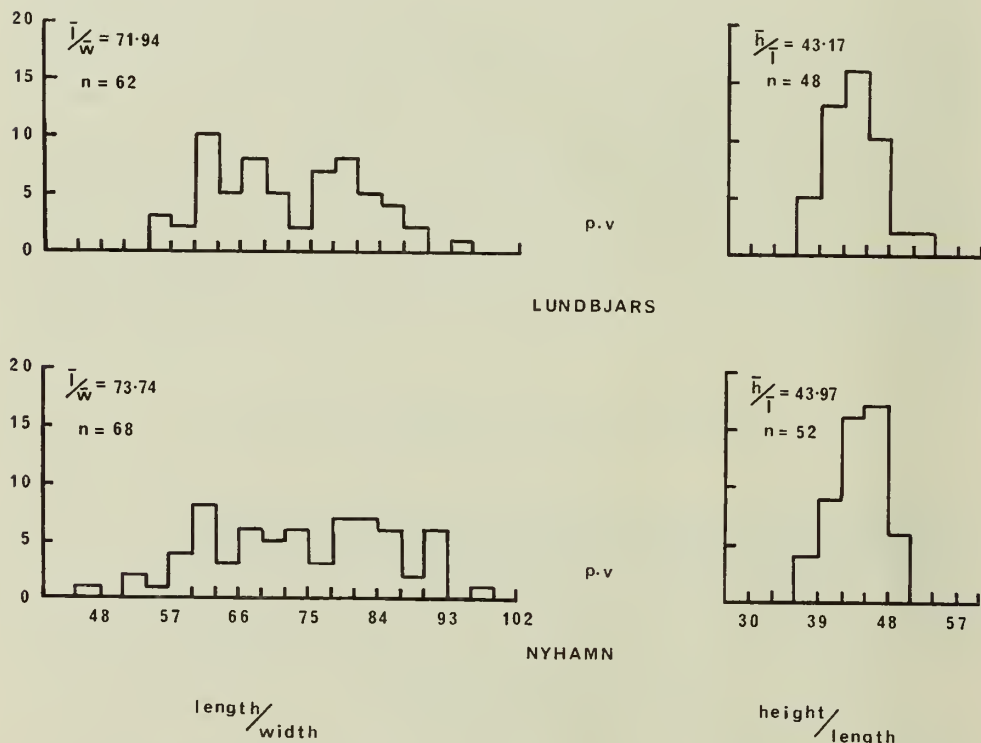 20
15
10
5
0
l̄/w̄ = 71·94
n = 62
h̄/l̄ = 43·17
n = 48
p.v
LUNDBJARS
20
15
10
5
0
l̄/w̄ = 73·74
n = 68
h̄/l̄ = 43·97
n = 52
p.v
48 57 66 75 84 93 102
30 39 48 57
NYHAMN
length/width
height/length